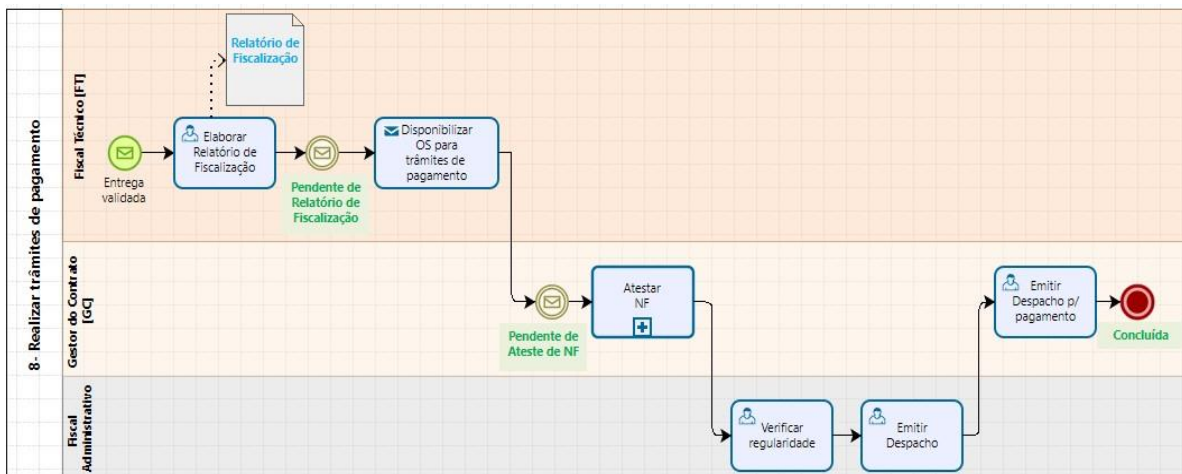 8- Realizar trâmites de pagamento
Fiscal Técnico [FT]
Relatório de
Fiscalização
Entrega
validada
Elaborar
Relatório de
Fiscalização
Pendente de
Relatório de
Fiscalização
Disponibilizar
OS para
trâmites de
pagamento
Gestor do Contrato
[GC]
Pendente de
Ateste de NF
Atestar
NF
Emitir
Despacho p/
pagamento
Concluída
Fiscal
Administrativo
Verificar
regularidade
Emitir
Despacho